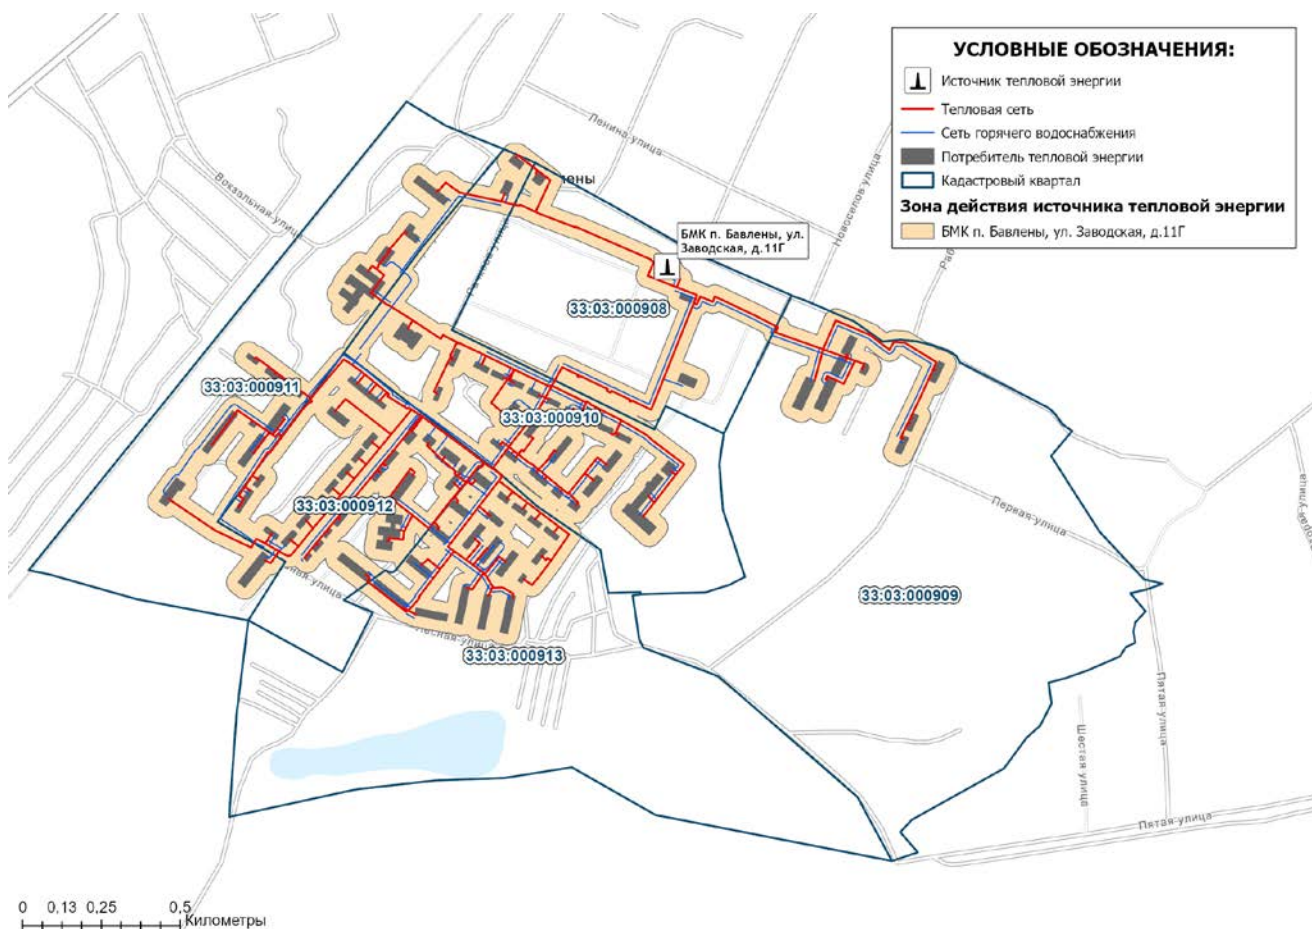 УСЛОВНЫЕ ОБОЗНАЧЕНИЯ:
Источник тепловой энергии
Тепловая сеть
Сеть горячего водоснабжения
Потребитель тепловой энергии
Кадастровый квартал
Зона действия источника тепловой энергии
БМК п. Бавлены, ул. Заводская, д.11Г
Ленина улица
Вокзальная улица
Новоселов улица
БМК п. Бавлены, ул.
Заводская, д.11Г
33:03:000908
33:03:000911
33:03:000910
33:03:000912
Первая улица
33:03:000909
33:03:000913
Пятая улица
Шестая улица
Пятая улица
0 0,13 0,25 0,5
Километры